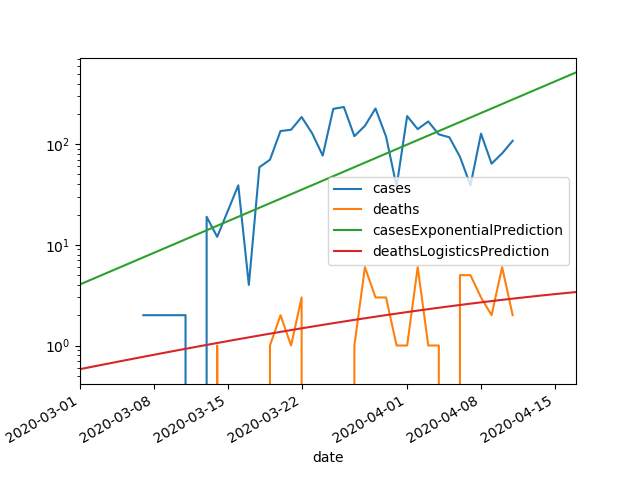 10²
10¹
10⁰
cases
deaths
casesExponentialPrediction
deathsLogisticsPrediction
2020-03-01
2020-03-08
2020-03-15
2020-03-22
2020-04-01
2020-04-08
2020-04-15
date